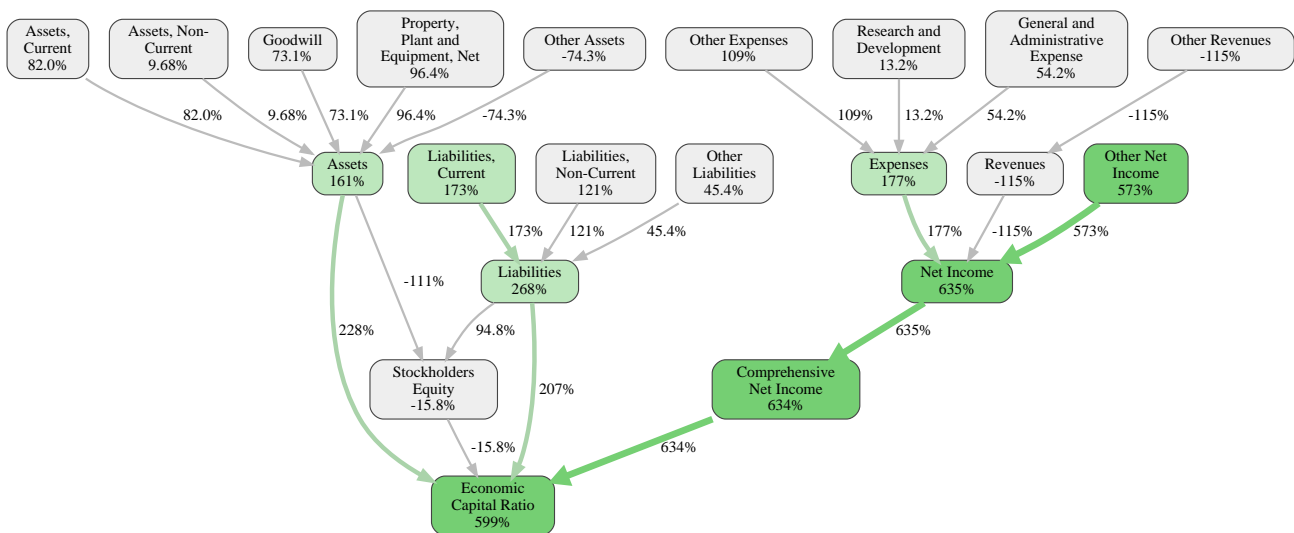 Assets,
Current
82.0%
Assets, Non-
Current
9.68%
Goodwill
73.1%
Property,
Plant and
Equipment, Net
96.4%
Other Assets
-74.3%
Other Expenses
109%
Research and
Development
13.2%
General and
Administrative
Expense
54.2%
Other Revenues
-115%
82.0%
9.68%
73.1%
96.4%
-74.3%
109%
13.2%
54.2%
-115%
Assets
161%
Liabilities,
Current
173%
Liabilities,
Non-Current
121%
Other
Liabilities
45.4%
Expenses
177%
Revenues
-115%
Other Net
Income
573%
173%
121%
45.4%
177%
-115%
573%
-111%
Liabilities
268%
Net Income
635%
228%
94.8%
635%
Stockholders
Equity
-15.8%
207%
Comprehensive
Net Income
634%
-15.8%
634%
Economic
Capital Ratio
599%